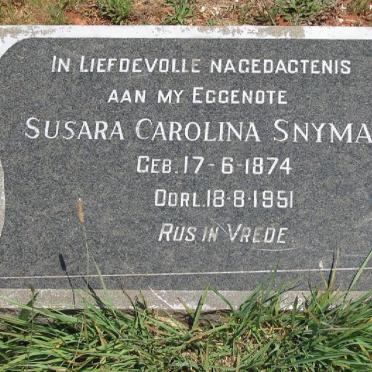 IN LIEFDEVOLLE NAGEDAGTENIS
AAN MY EGGENOTE
SUSARA CAROLINA SNYMA
GEB. 17-6-1874
OORL. 18-8-1951
RUS IN VREDE